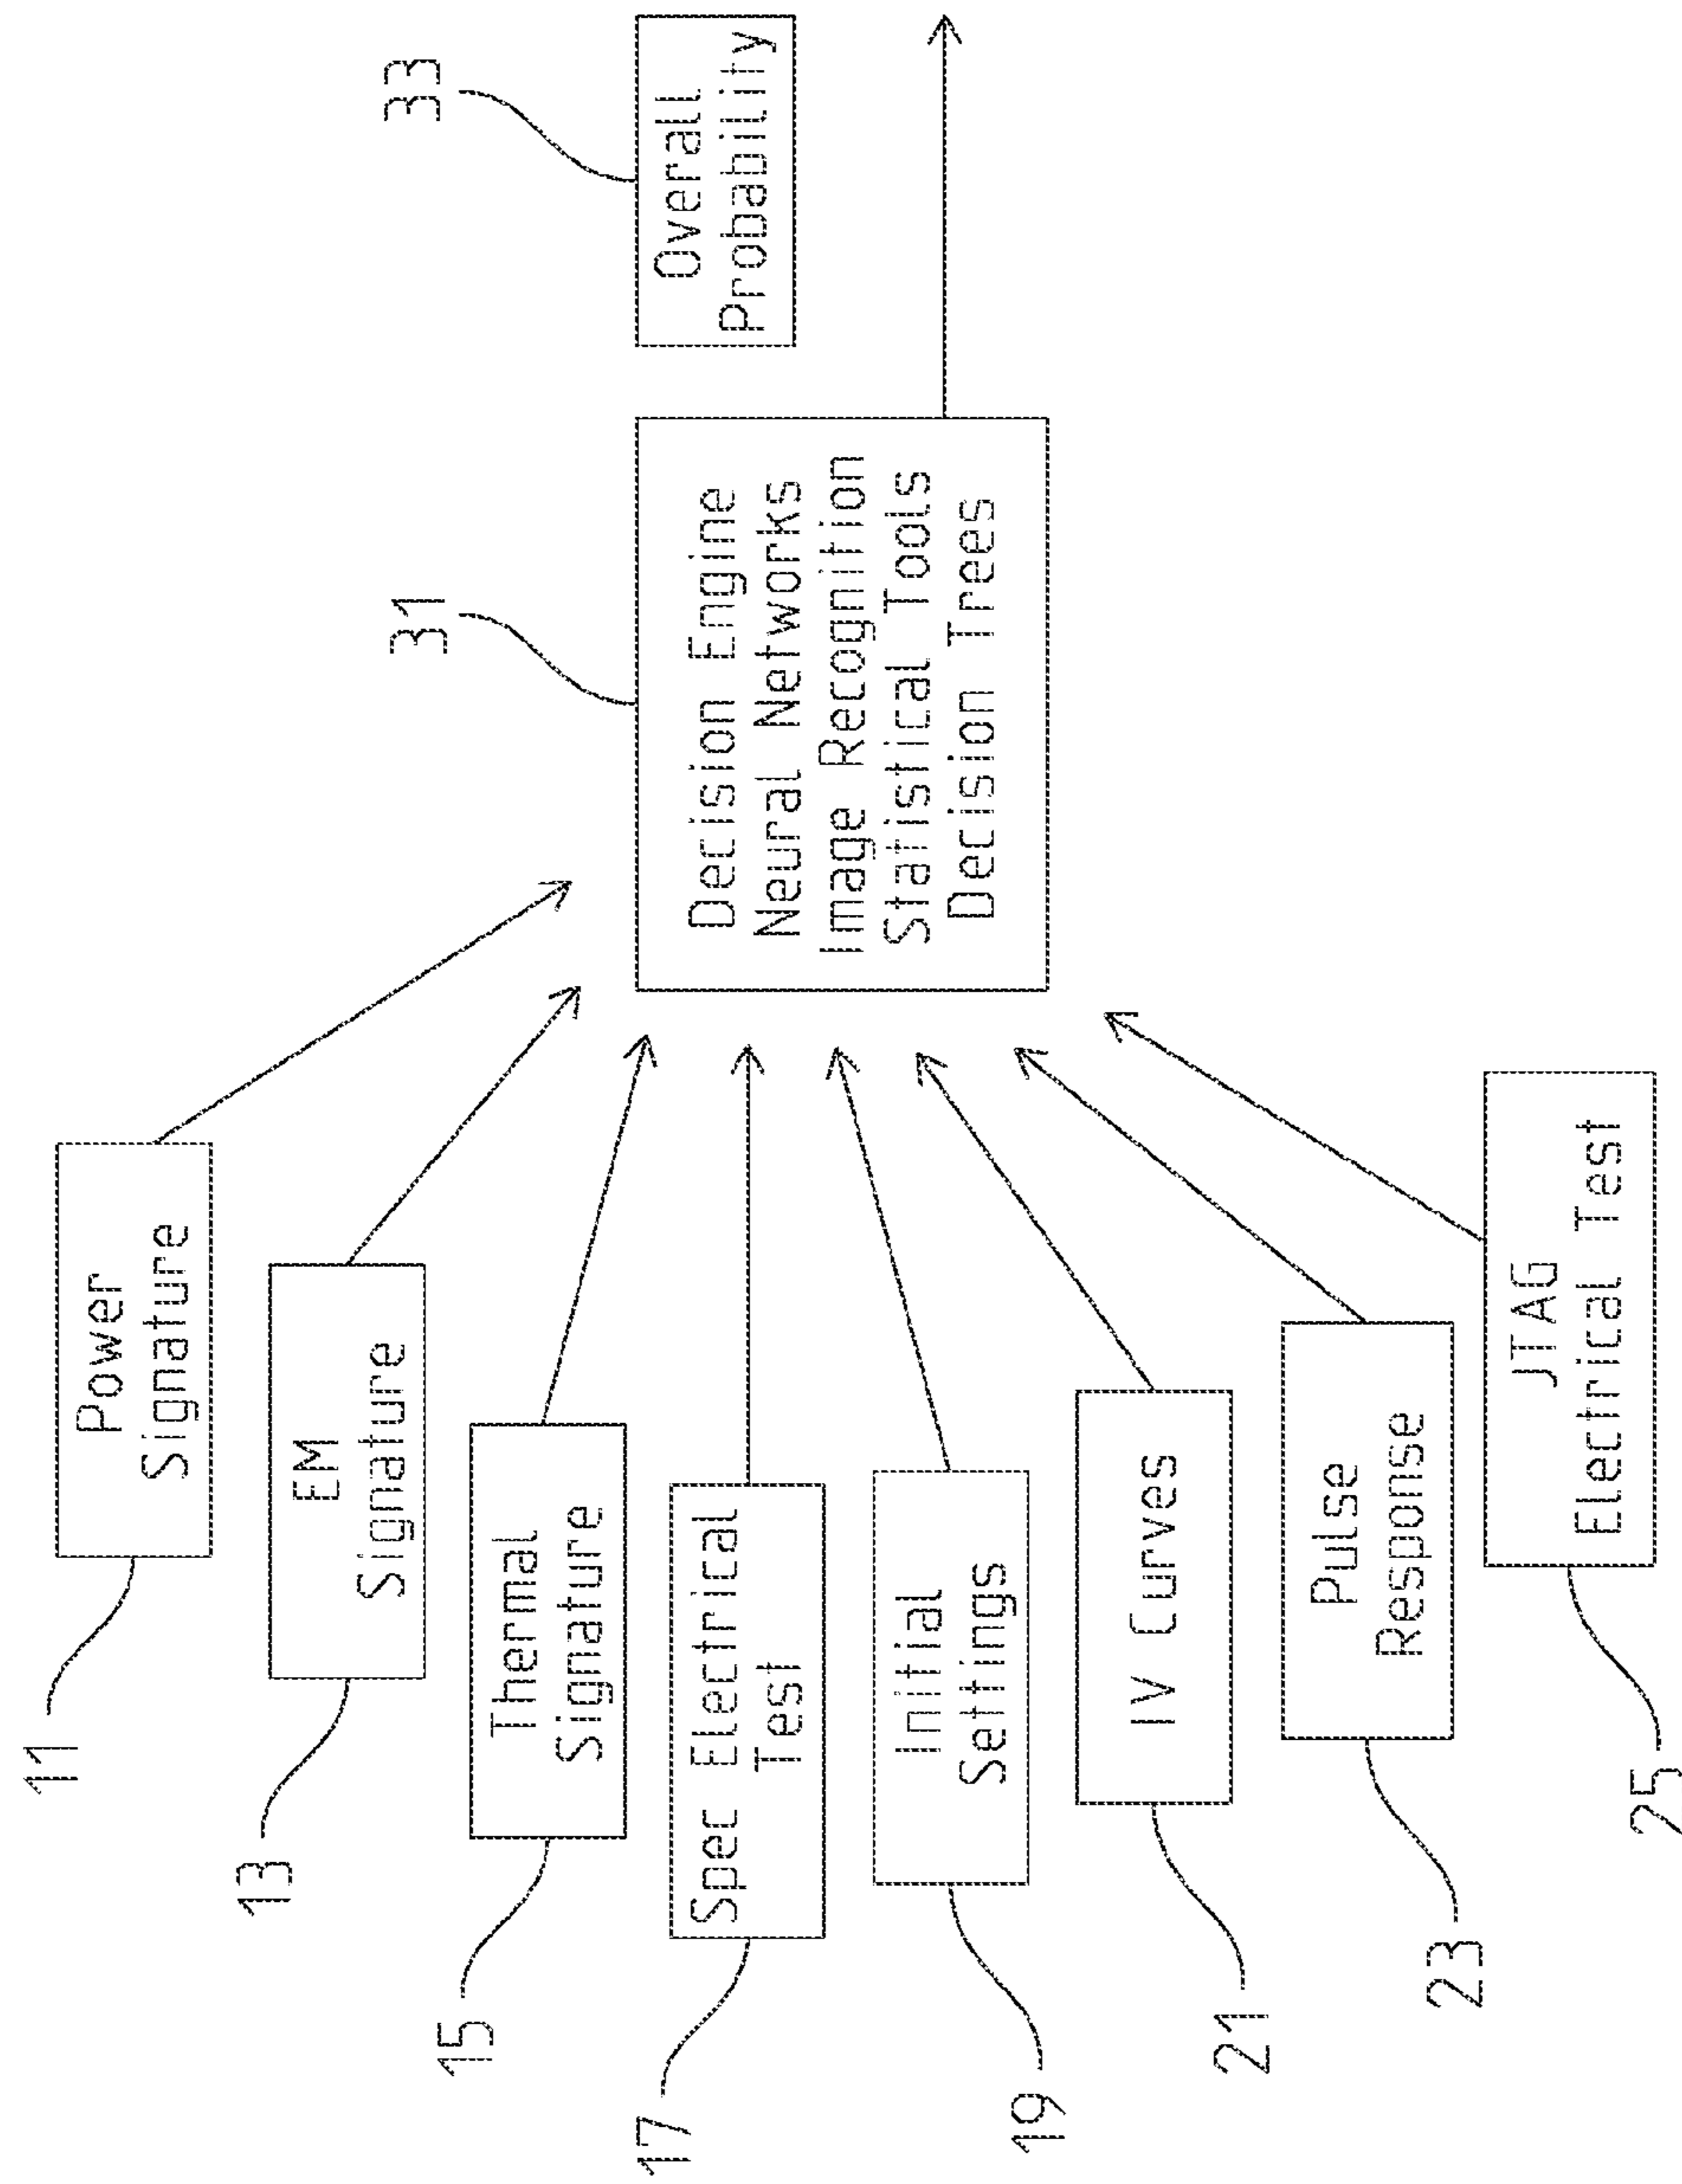 11
Power
Signature
13
EM
Signature
15
Thermal
Signature
17
Spec Electrical
Test
19
Initial
Settings
21
IV Curves
23
Pulse
Response
25
JTAG
Electrical Test
31
Decision Engine
Neural Networks
Image Recognition
Statistical Tools
Decision Trees
33
Overall
Probability